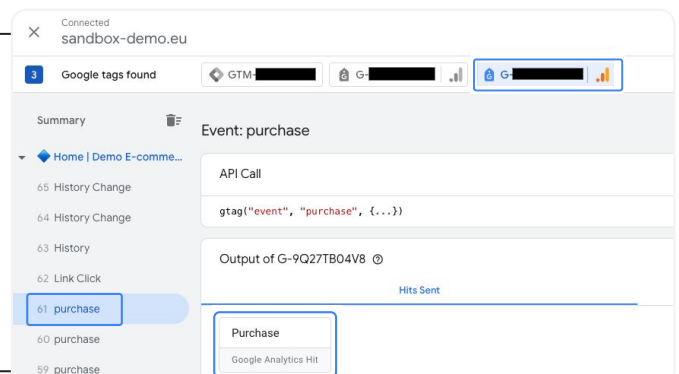 Connected
sandbox-demo.eu
3 Google tags found GTM- G- G-
Summary
Home | Demo E-comme...
65 History Change
64 History Change
63 History
62 Link Click
61 purchase
60 purchase
59 purchase
Event: purchase
API Call
gtag("event", "purchase", {...})
Output of G-9Q27TB04V8
Hits Sent
Purchase
Google Analytics Hit